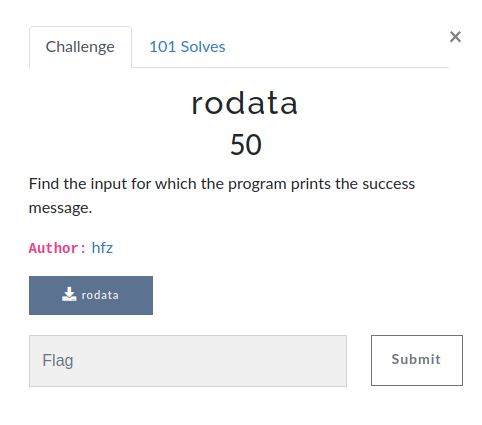 Challenge
101 Solves
×
rodata
50
Find the input for which the program prints the success
message.
Author: hfz
rodata
Flag
Submit